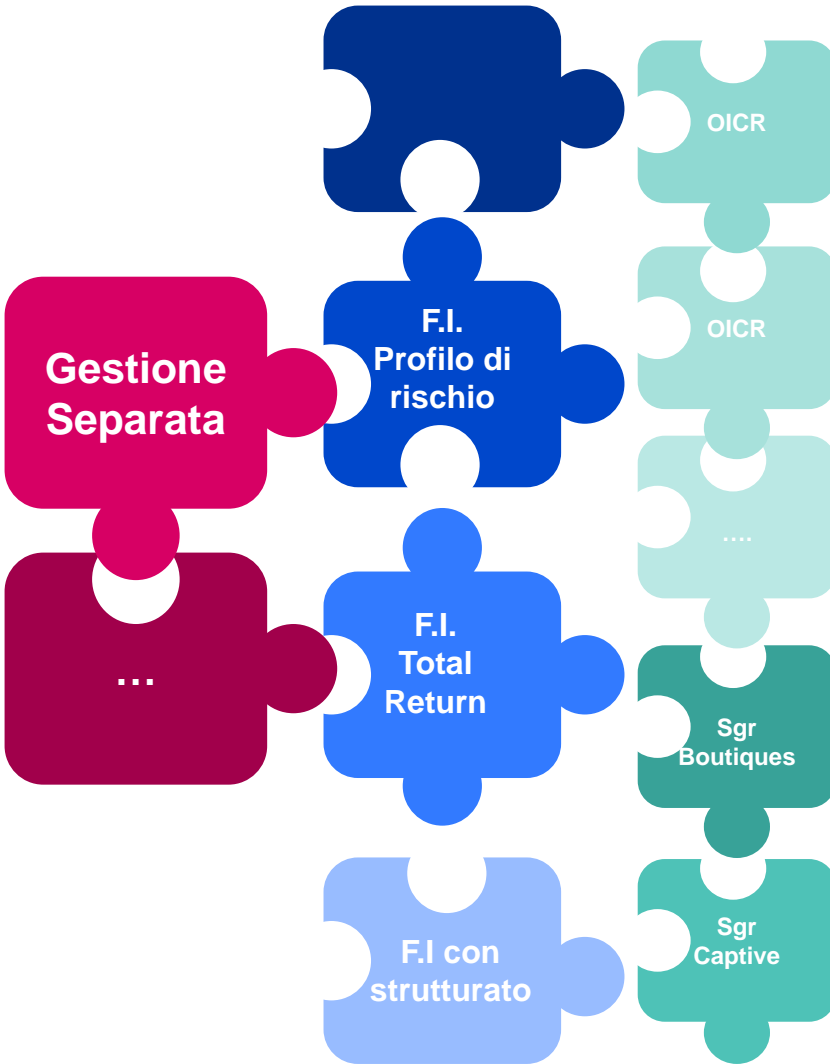 Gestione
Separata
...
F.I.
Profilo di
rischio
F.I.
Total
Return
F.I con
strutturato
OICR
OICR
....
Sgr
Boutiques
Sgr
Captive